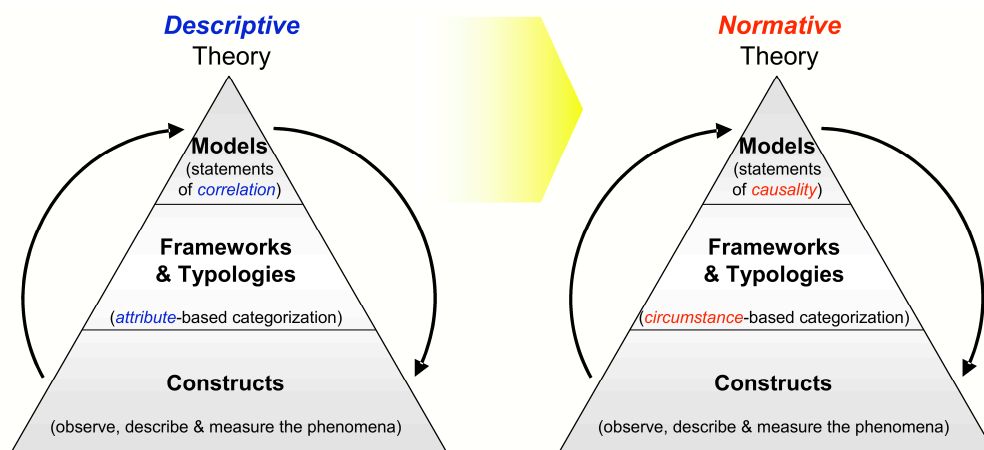 Descriptive
Theory
Models
(statements
of correlation)
Frameworks
& Typologies
(attribute-based categorization)
Constructs
(observe, describe & measure the phenomena)
Normative
Theory
Models
(statements
of causality)
Frameworks
& Typologies
(circumstance-based categorization)
Constructs
(observe, describe & measure the phenomena)